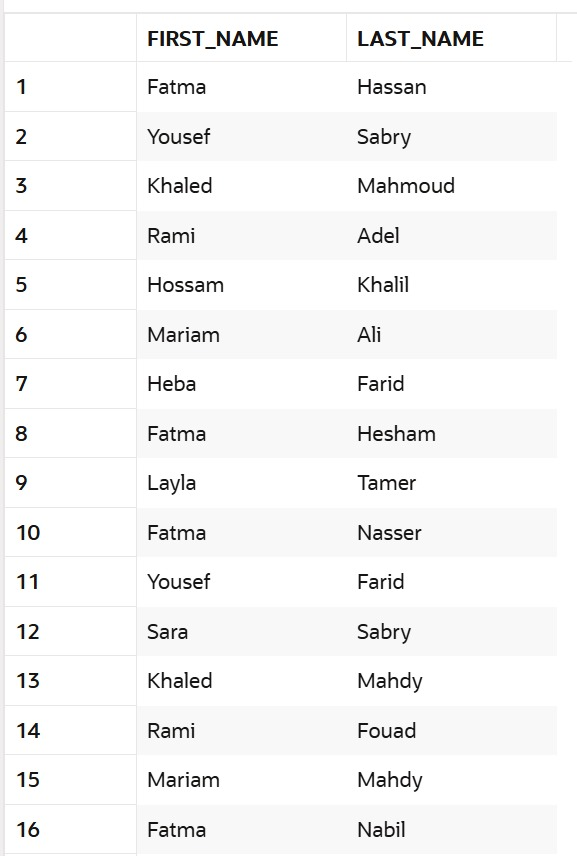 FIRST_NAME LAST_NAME
1 Fatma Hassan
2 Yousef Sabry
3 Khaled Mahmoud
4 Rami Adel
5 Hossam Khalil
6 Mariam Ali
7 Heba Farid
8 Fatma Hesham
9 Layla Tamer
10 Fatma Nasser
11 Yousef Farid
12 Sara Sabry
13 Khaled Mahdy
14 Rami Fouad
15 Mariam Mahdy
16 Fatma Nabil